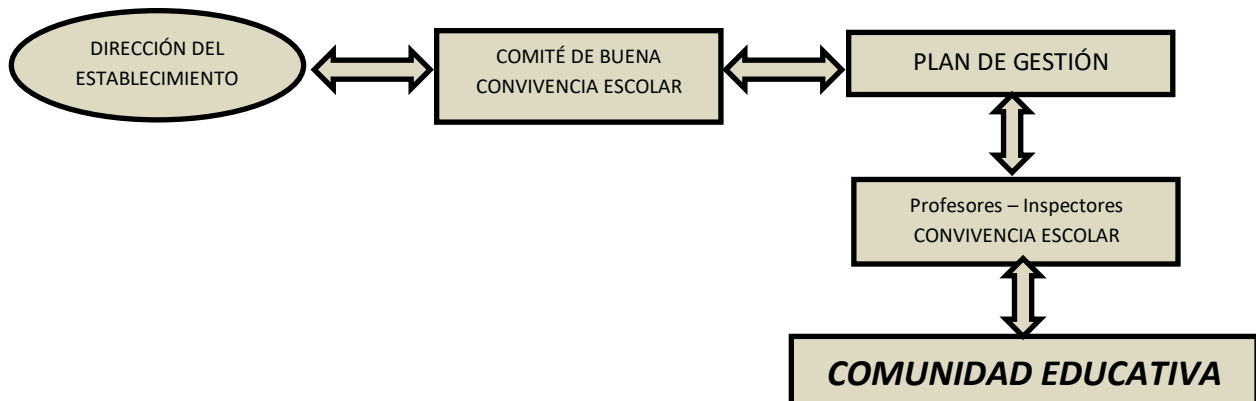 DIRECCIÓN DEL
ESTABLECIMIENTO
COMITÉ DE BUENA
CONVIVENCIA ESCOLAR
PLAN DE GESTIÓN
Profesores – Inspectores
CONVIVENCIA ESCOLAR
COMUNIDAD EDUCATIVA